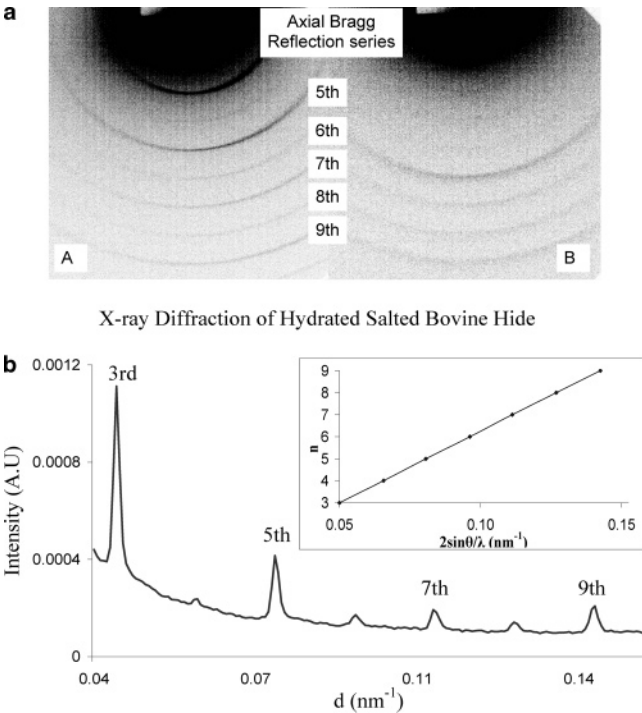 a
Axial Bragg
Reflection series
5th
6th
7th
8th
9th
A
B
X-ray Diffraction of Hydrated Salted Bovine Hide
b
0.0012
0.0008
0.0004
0
Intensity (A.U)
3rd
5th
7th
9th
0.04
0.07
0.11
0.14
d (nm⁻¹)
9
8
7
6
5
4
3
n
0.05
0.10
0.15
2sinθ/λ (nm⁻¹)